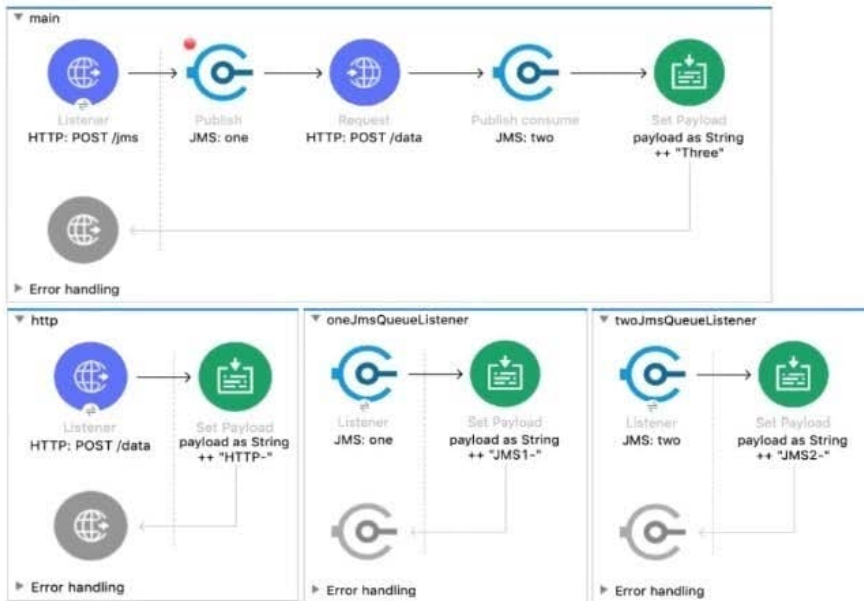 main
Listener
HTTP: POST /jms
Publish
JMS: one
Request
HTTP: POST /data
Publish consume
JMS: two
Set Payload
payload as String
++ "Three"
Error handling
http
Listener
HTTP: POST /data
Set Payload
payload as String
++ "HTTP-"
Error handling
oneJmsQueueListener
Listener
JMS: one
Set Payload
payload as String
++ "JMS1-"
Error handling
twoJmsQueueListener
Listener
JMS: two
Set Payload
payload as String
++ "JMS2-"
Error handling